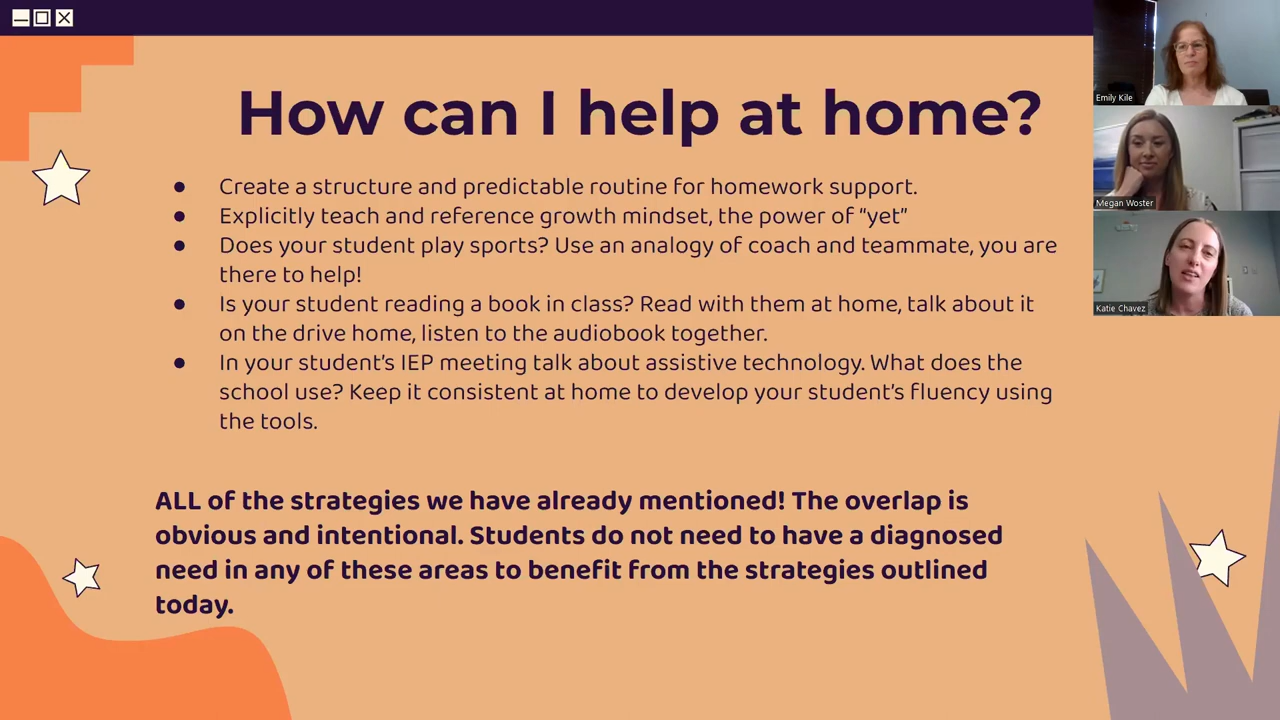 How can I help at home?
● Create a structure and predictable routine for homework support.
● Explicitly teach and reference growth mindset, the power of “yet”
● Does your student play sports? Use an analogy of coach and teammate, you are
there to help!
● Is your student reading a book in class? Read with them at home, talk about it
on the drive home, listen to the audiobook together.
● In your student’s IEP meeting talk about assistive technology. What does the
school use? Keep it consistent at home to develop your student’s fluency using
the tools.
ALL of the strategies we have already mentioned! The overlap is
obvious and intentional. Students do not need to have a diagnosed
need in any of these areas to benefit from the strategies outlined
today.
Emily Kile
Megan Woster
Katie Chavez